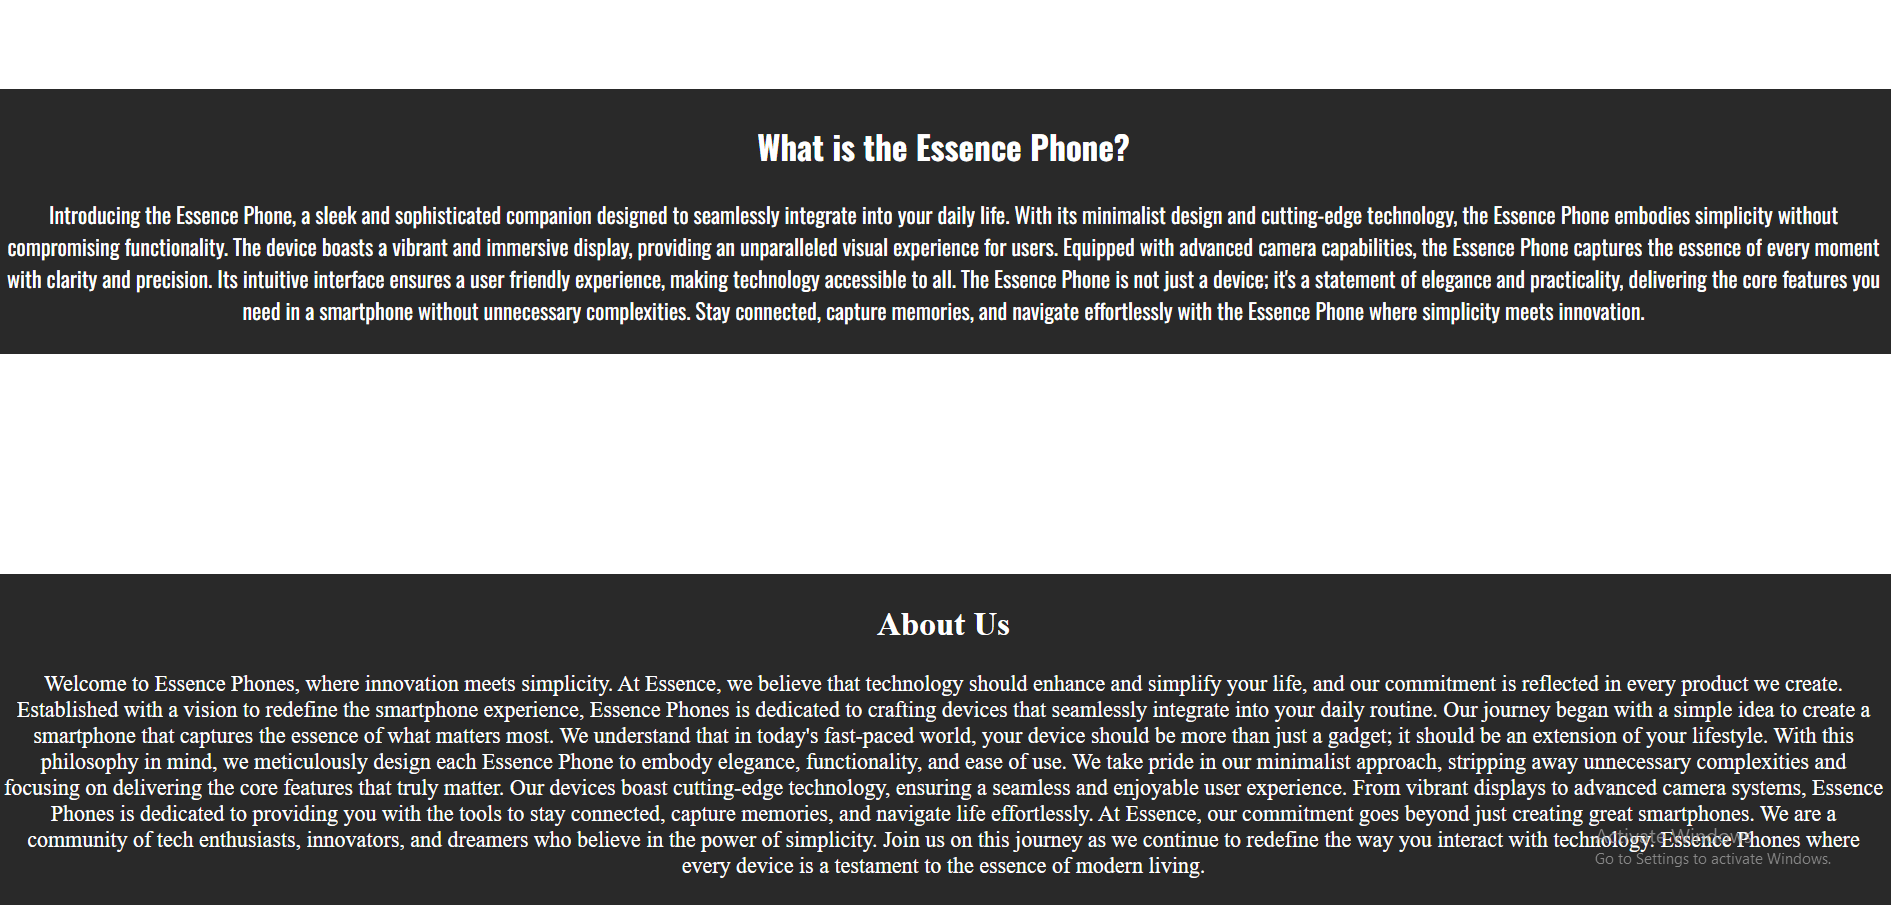 What is the Essence Phone?
Introducing the Essence Phone, a sleek and sophisticated companion designed to seamlessly integrate into your daily life. With its minimalist design and cutting-edge technology, the Essence Phone embodies simplicity without
compromising functionality. The device boasts a vibrant and immersive display, providing an unparalleled visual experience for users. Equipped with advanced camera capabilities, the Essence Phone captures the essence of every moment
with clarity and precision. Its intuitive interface ensures a user friendly experience, making technology accessible to all. The Essence Phone is not just a device; it's a statement of elegance and practicality, delivering the core features you
need in a smartphone without unnecessary complexities. Stay connected, capture memories, and navigate effortlessly with the Essence Phone where simplicity meets innovation.
About Us
Welcome to Essence Phones, where innovation meets simplicity. At Essence, we believe that technology should enhance and simplify your life, and our commitment is reflected in every product we create.
Established with a vision to redefine the smartphone experience, Essence Phones is dedicated to crafting devices that seamlessly integrate into your daily routine. Our journey began with a simple idea to create a
smartphone that captures the essence of what matters most. We understand that in today's fast-paced world, your device should be more than just a gadget; it should be an extension of your lifestyle. With this
philosophy in mind, we meticulously design each Essence Phone to embody elegance, functionality, and ease of use. We take pride in our minimalist approach, stripping away unnecessary complexities and
focusing on delivering the core features that truly matter. Our devices boast cutting-edge technology, ensuring a seamless and enjoyable user experience. From vibrant displays to advanced camera systems, Essence
Phones is dedicated to providing you with the tools to stay connected, capture memories, and navigate life effortlessly. At Essence, our commitment goes beyond just creating great smartphones. We are a
community of tech enthusiasts, innovators, and dreamers who believe in the power of simplicity. Join us on this journey as we continue to redefine the way you interact with technology. Essence Phones where
every device is a testament to the essence of modern living.
Activate Windows
Go to Settings to activate Windows.